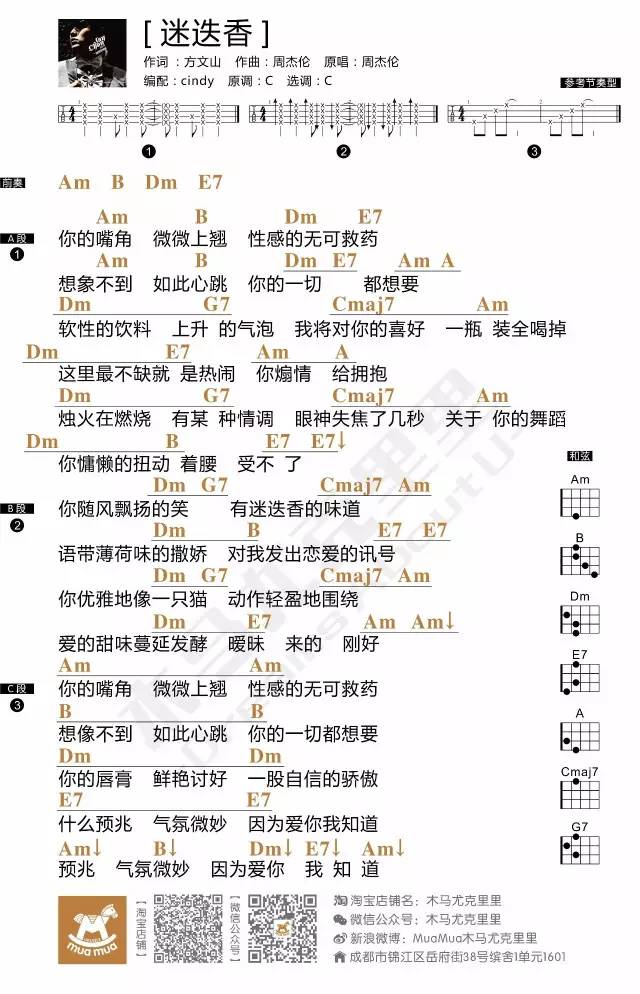 [ 迷迭香 ]
作词 : 方文山 作曲 : 周杰伦 原唱 : 周杰伦
编配 : cindy 原调 : C 选调 : C
参考节奏型
1 2 3
前奏 Am B Dm E7
Am B Dm E7
A段 你的嘴角 微微上翘 性感的无可救药
1 Am B Dm E7 Am A
想象不到 如此心跳 你的一切 都想要
Dm G7 Cmaj7 Am
软性的饮料 上升 的气泡 我将对你的喜好 一瓶 装全喝掉
Dm E7 Am A
这里最不缺就 是热闹 你煽情 给拥抱
Dm G7 Cmaj7 Am
烛火在燃烧 有某 种情调 眼神失焦了几秒 关于 你的舞蹈
Dm B E7 E7↓
你慵懒的扭动 着腰 受不 了
和弦
Dm G7 Cmaj7 Am
B段 你随风飘扬的笑 有迷迭香的味道
2 Dm B E7 E7
语带薄荷味的撒娇 对我发出恋爱的讯号
Dm G7 Cmaj7 Am
你优雅地像一只猫 动作轻盈地围绕
Dm E7 Am Am↓
爱的甜味蔓延发酵 暧昧 来的 刚好
Am Am
C段 你的嘴角 微微上翘 性感的无可救药
3 B B
想像不到 如此心跳 你的一切都想要
Dm Dm
你的唇膏 鲜艳讨好 一股自信的骄傲
E7 E7
什么预兆 气氛微妙 因为爱你我知道
Am↓ B↓ Dm↓ E7↓ Am↓
预兆 气氛微妙 因为爱你 我 知 道
Am
B
Dm
E7
A
Cmaj7
G7
mua mua
【淘宝店铺】
【微信公众号】
淘宝店铺名：木马尤克里里
微信公众号：木马尤克里里
新浪微博：MuaMua木马尤克里里
成都市锦江区岳府街38号缤舍1单元1601